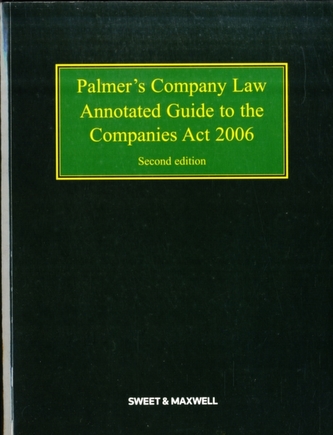 Palmer's Company Law
Annotated Guide to the
Companies Act 2006
Second edition
SWEET & MAXWELL